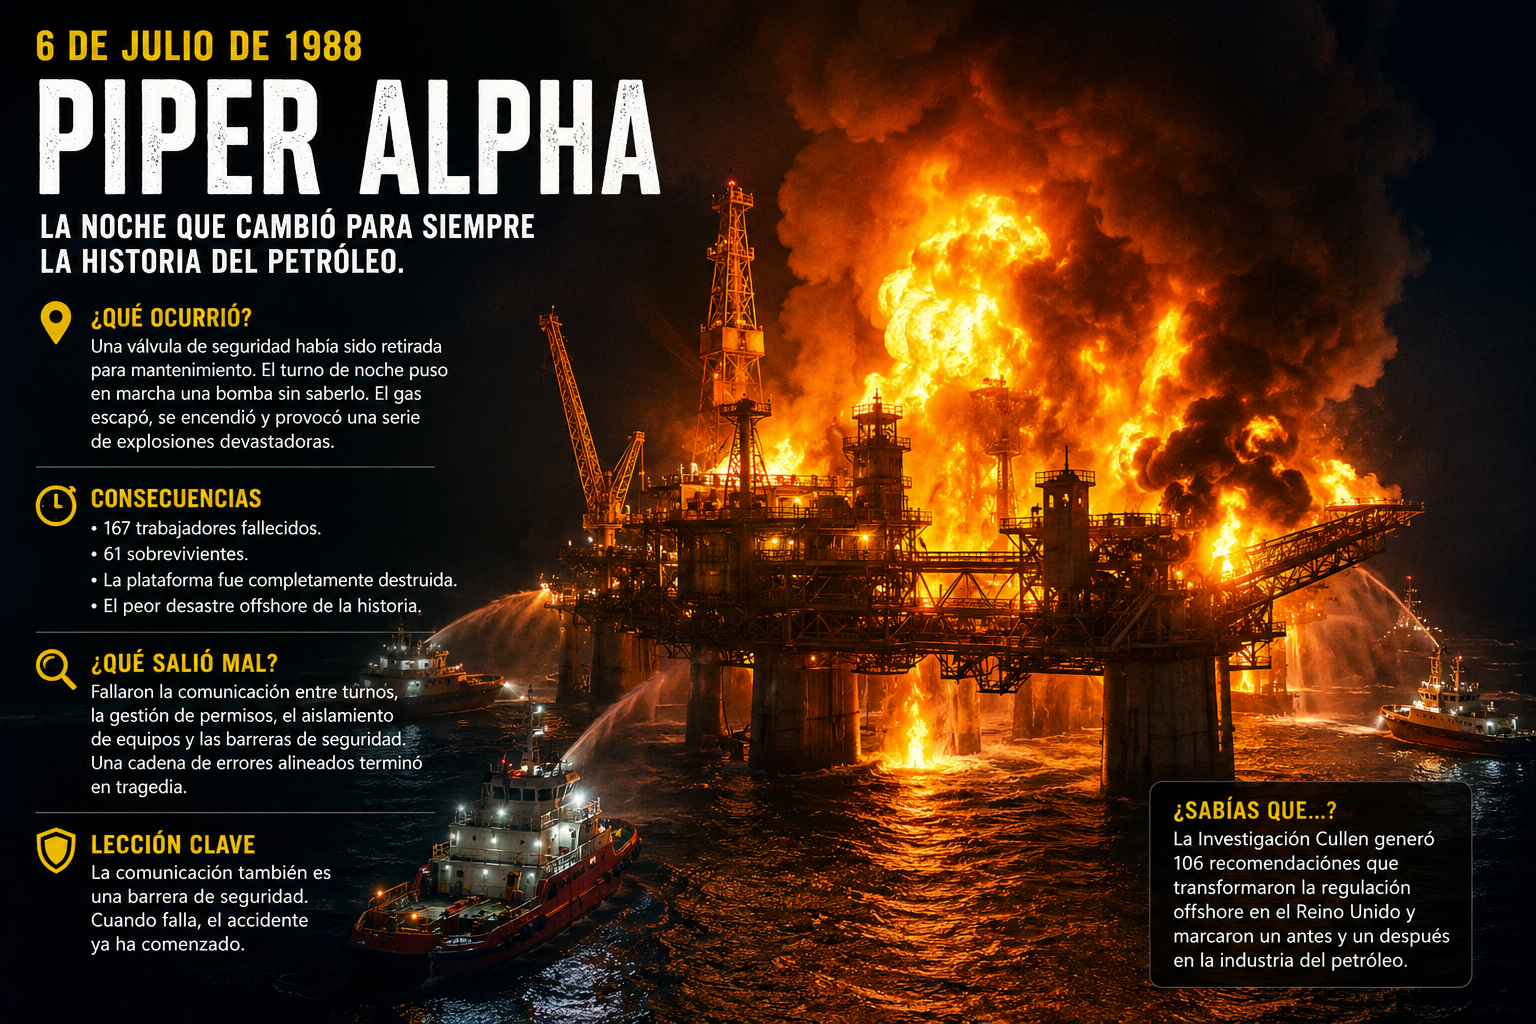 6 DE JULIO DE 1988
PIPER ALPHA
LA NOCHE QUE CAMBIÓ PARA SIEMPRE
LA HISTORIA DEL PETRÓLEO.
¿QUÉ OCURRIÓ?
Una válvula de seguridad había sido retirada
para mantenimiento. El turno de noche puso
en marcha una bomba sin saberlo. El gas
escapó, se encendió y provocó una serie
de explosiones devastadoras.
CONSECUENCIAS
• 167 trabajadores fallecidos.
• 61 sobrevivientes.
• La plataforma fue completamente destruida.
• El peor desastre offshore de la historia.
¿QUÉ SALIÓ MAL?
Fallaron la comunicación entre turnos,
la gestión de permisos, el aislamiento
de equipos y las barreras de seguridad.
Una cadena de errores alineados terminó
en tragedia.
LECCIÓN CLAVE
La comunicación también es
una barrera de seguridad.
Cuando falla, el accidente
ya ha comenzado.
¿SABÍAS QUE...?
La Investigación Cullen generó
106 recomendaciónes que
transformaron la regulación
offshore en el Reino Unido y
marcaron un antes y un después
en la industria del petróleo.